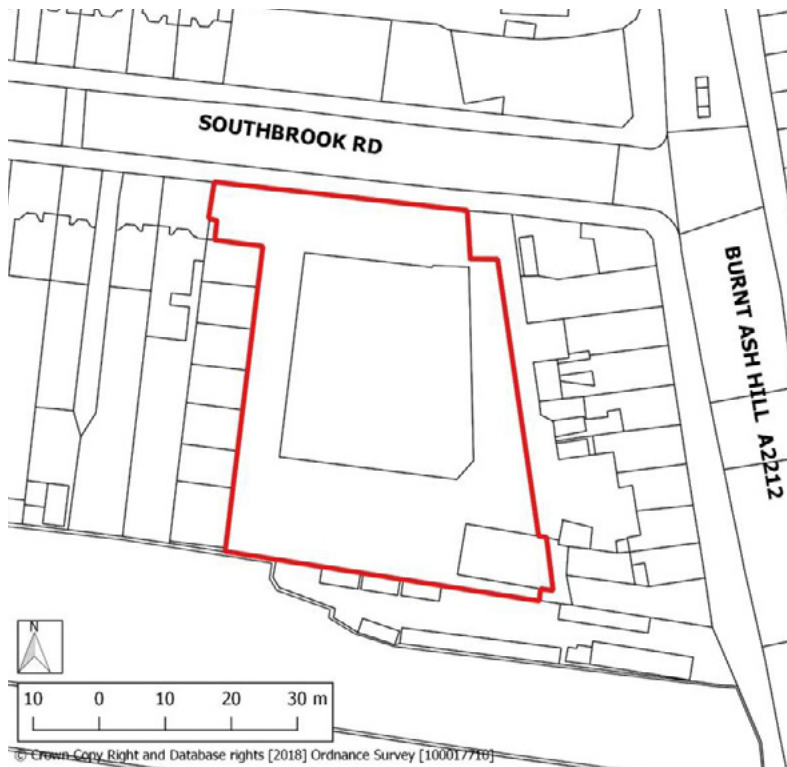 SOUTHBROOK RD
BURNT ASH HILL A2212
N
10 0 10 20 30 m
© Crown Copy Right and Database rights [2018] Ordnance Survey [100017710]